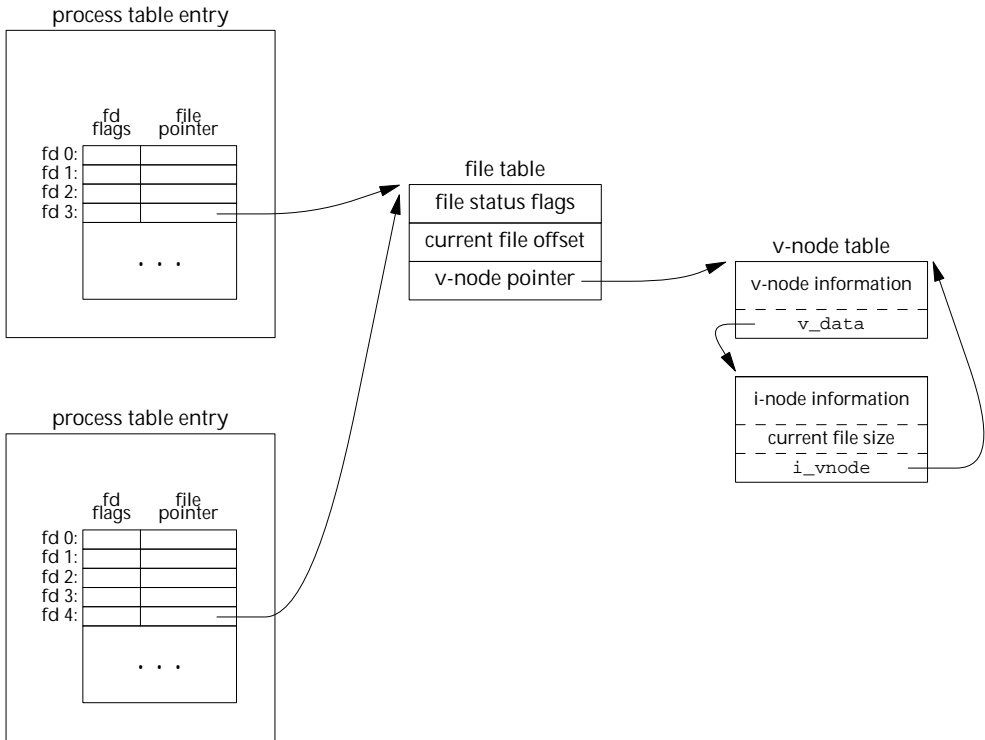 process table entry
fd
flags
file
pointer
fd 0:
fd 1:
fd 2:
fd 3:
. . .
file table
file status flags
current file offset
v-node pointer
v-node table
v-node information
v_data
i-node information
current file size
i_vnode
process table entry
fd
flags
file
pointer
fd 0:
fd 1:
fd 2:
fd 3:
fd 4:
. . .